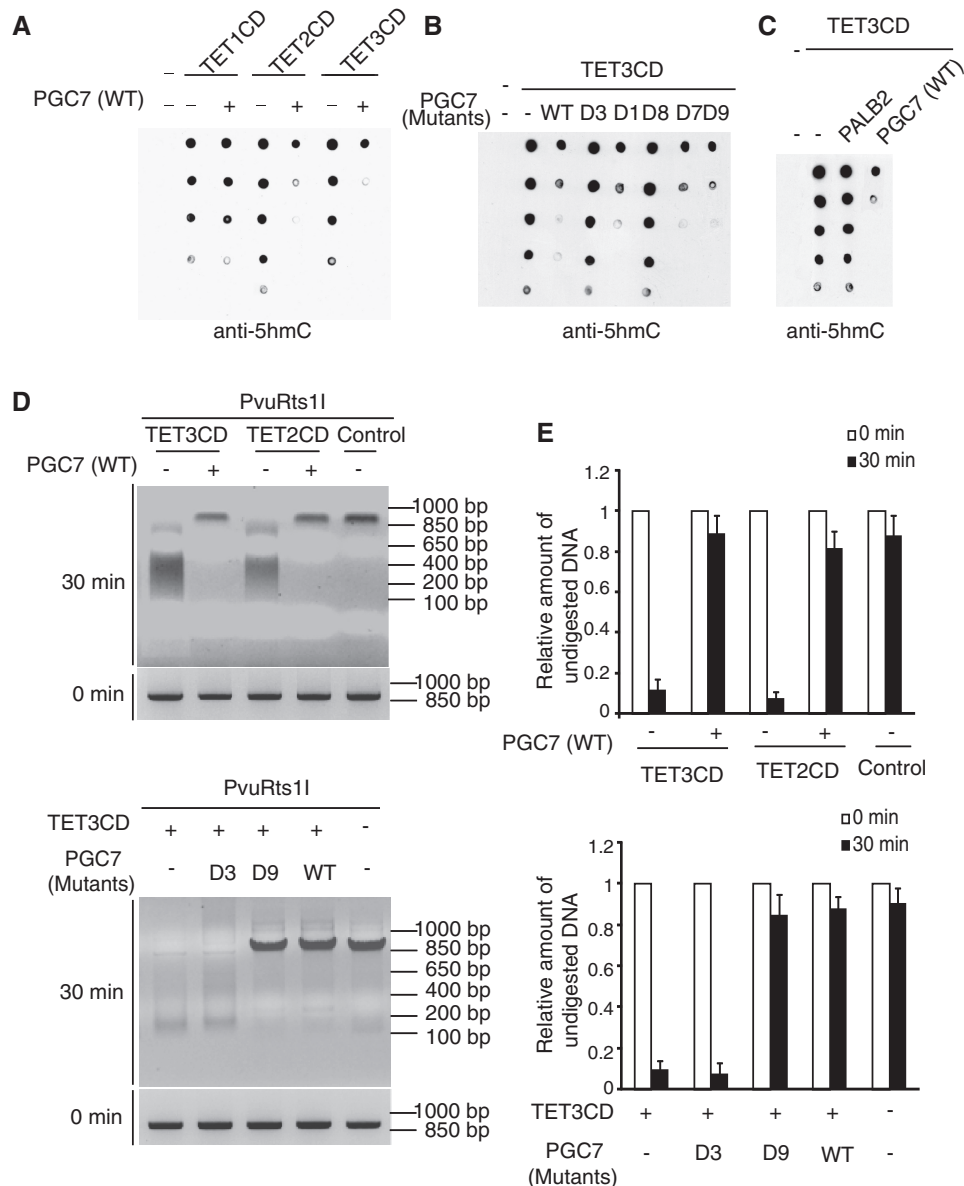 A
TET1CD TET2CD TET3CD
–
PGC7 (WT) – – + – + – +
anti-5hmC
B
TET3CD
-
PGC7
(Mutants) - WT D3 D1 D8 D7 D9
anti-5hmC
C
TET3CD
-
- - PALB2 PGC7 (WT)
anti-5hmC
D
PvuRts1I
TET3CD TET2CD Control
PGC7 (WT) - + - + -
30 min
1000 bp
850 bp
650 bp
400 bp
200 bp
100 bp
0 min
1000 bp
850 bp
PvuRts1I
TET3CD + + + + -
PGC7
(Mutants) - D3 D9 WT -
30 min
1000 bp
850 bp
650 bp
400 bp
200 bp
100 bp
0 min
1000 bp
850 bp
E
0 min
30 min
Relative amount of
undigested DNA
1.2
1
0.8
0.6
0.4
0.2
0
PGC7 (WT) - + - + -
TET3CD TET2CD Control
0 min
30 min
Relative amount of
undigested DNA
1.2
1
0.8
0.6
0.4
0.2
0
TET3CD + + + + -
PGC7
(Mutants) - D3 D9 WT -